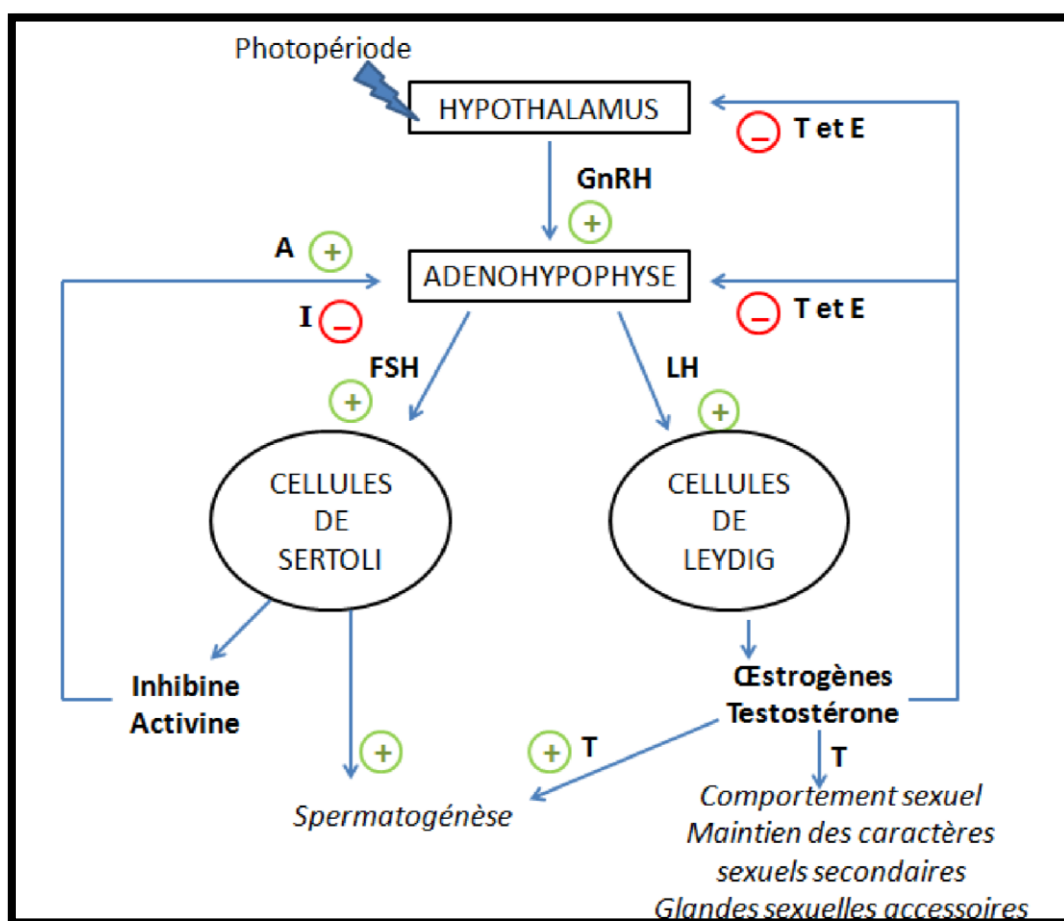 Photopériode
HYPOTHALAMUS
− T et E
GnRH
+
A +
ADENOHYPOPHYSE
I −
− T et E
FSH
LH
+
+
CELLULES
DE
SERTOLI
CELLULES
DE
LEYDIG
Inhibine
Activine
Œstrogènes
Testostérone
+
+ T
T
Spermatogénèse
Comportement sexuel
Maintien des caractères
sexuels secondaires
Glandes sexuelles accessoires